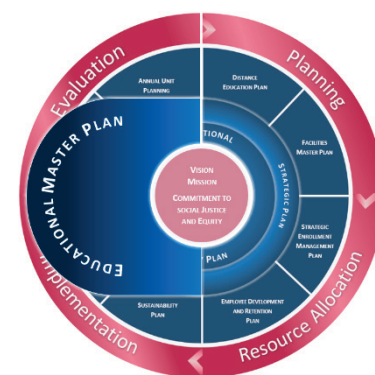 Evaluation
Planning
Resource Allocation
Implementation
ANNUAL UNIT
PLANNING
DISTANCE
EDUCATION PLAN
FACILITIES
MASTER PLAN
STRATEGIC
ENROLLMENT
MANAGEMENT
PLAN
EMPLOYEE DEVELOPMENT
AND RETENTION
PLAN
SUSTAINABILITY
PLAN
EDUCATIONAL MASTER PLAN
STRATEGIC PLAN
TIONAL
PLAN
VISION
MISSION
COMMITMENT TO
SOCIAL JUSTICE
AND EQUITY